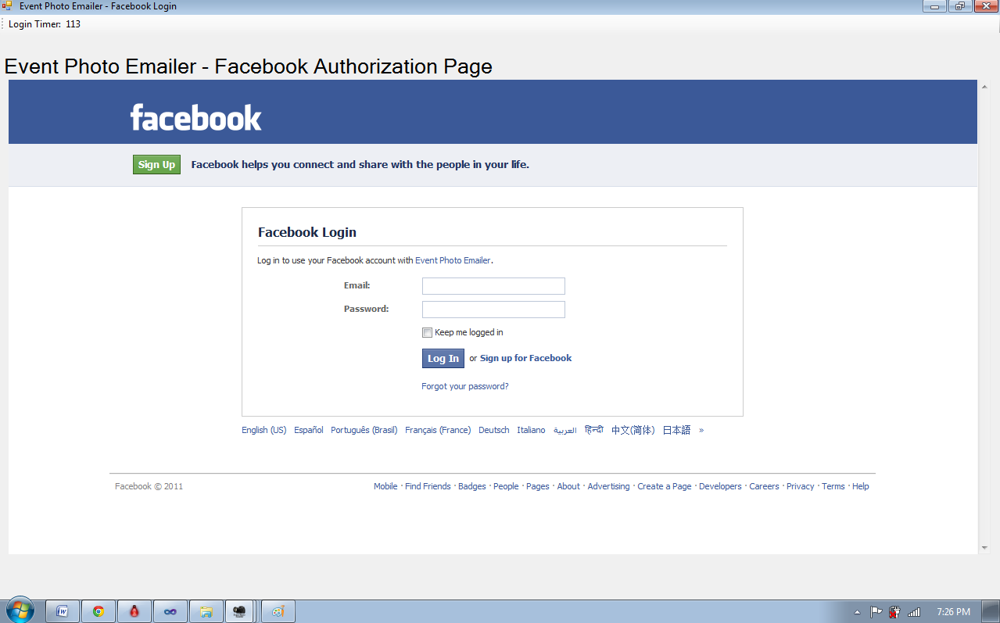 Event Photo Emailer - Facebook Login
Login Timer: 113
Event Photo Emailer - Facebook Authorization Page
facebook
Sign Up Facebook helps you connect and share with the people in your life.
Facebook Login
Log in to use your Facebook account with Event Photo Emailer.
Email:
Password:
Keep me logged in
Log In or Sign up for Facebook
Forgot your password?
English (US) Español Português (Brasil) Français (France) Deutsch Italiano العربية हिन्दी 中文(简体) 日本語 »
Facebook © 2011 Mobile · Find Friends · Badges · People · Pages · About · Advertising · Create a Page · Developers · Careers · Privacy · Terms · Help
7:26 PM